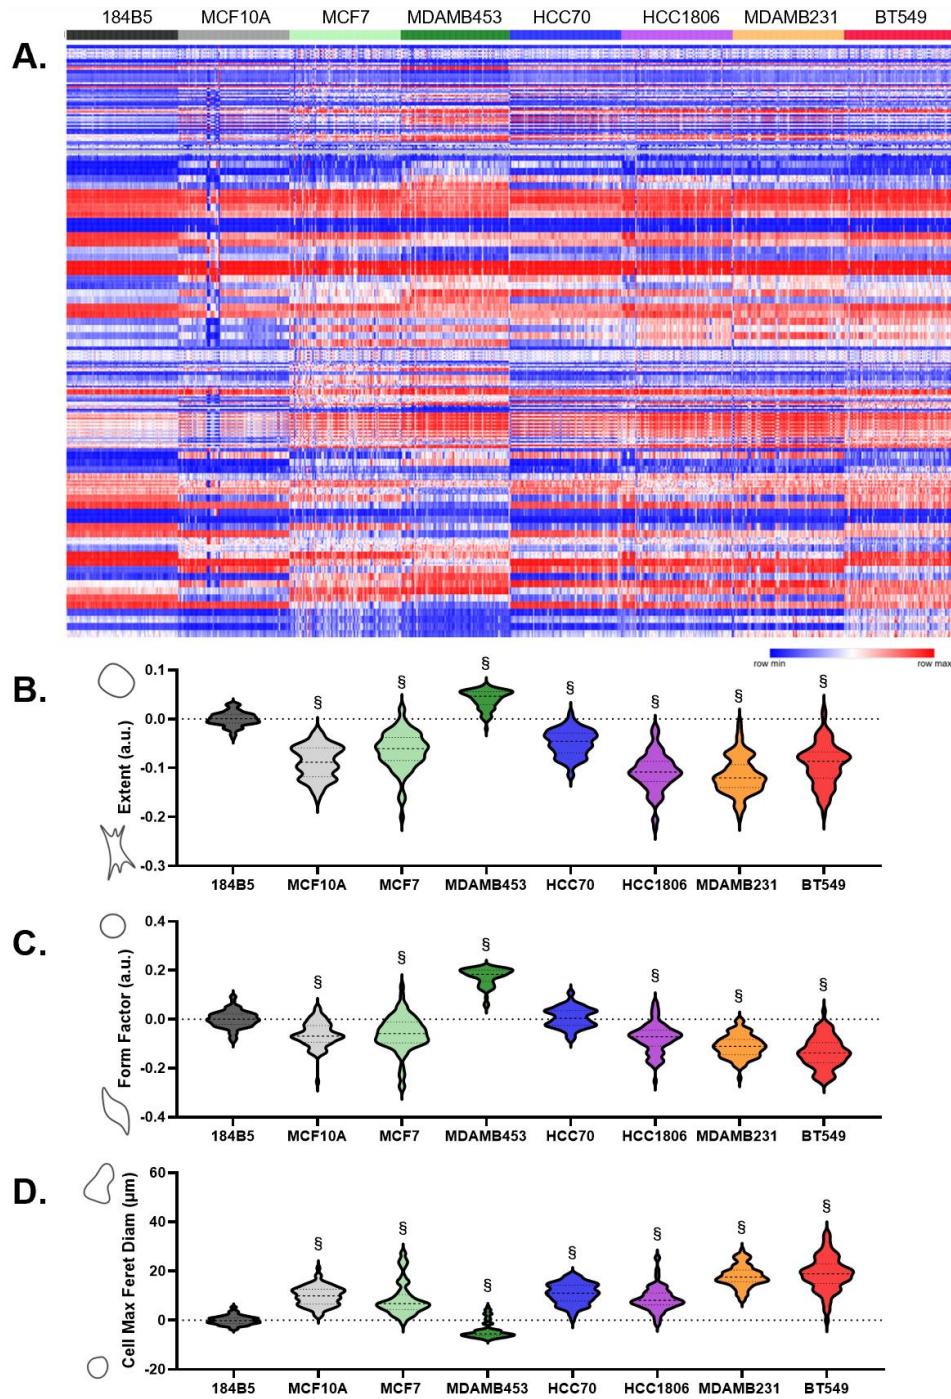 184B5 MCF10A MCF7 MDAMB453 HCC70 HCC1806 MDAMB231 BT549
A.
row min row max
B.
Extent (a.u.)
0.1
0.0
-0.1
-0.2
-0.3
§ § § § § § §
184B5 MCF10A MCF7 MDAMB453 HCC70 HCC1806 MDAMB231 BT549
C.
Form Factor (a.u.)
0.4
0.2
0.0
-0.2
-0.4
§ § § § § §
184B5 MCF10A MCF7 MDAMB453 HCC70 HCC1806 MDAMB231 BT549
D.
Cell Max Feret Diam (µm)
60
40
20
0
-20
§ § § § § § §
184B5 MCF10A MCF7 MDAMB453 HCC70 HCC1806 MDAMB231 BT549